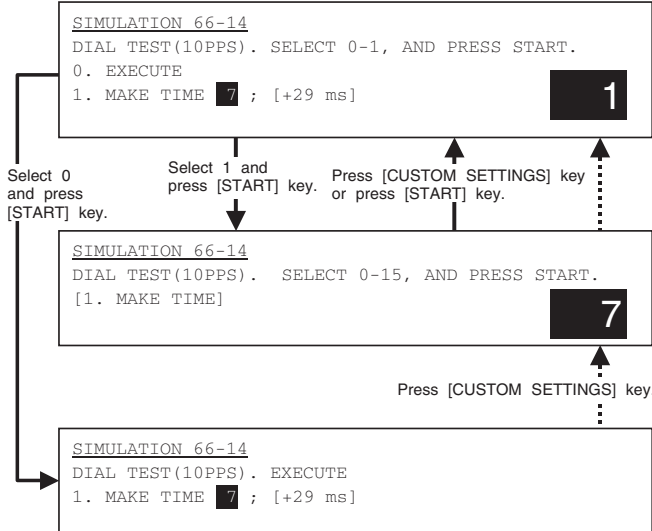 SIMULATION 66-14
DIAL TEST(10PPS). SELECT 0-1, AND PRESS START.
0. EXECUTE
1. MAKE TIME 7 ; [+29 ms]
1
Select 0
and press
[START] key.
Select 1 and
press [START] key.
Press [CUSTOM SETTINGS] key
or press [START] key.
SIMULATION 66-14
DIAL TEST(10PPS). SELECT 0-15, AND PRESS START.
[1. MAKE TIME]
7
Press [CUSTOM SETTINGS] key.
SIMULATION 66-14
DIAL TEST(10PPS). EXECUTE
1. MAKE TIME 7 ; [+29 ms]